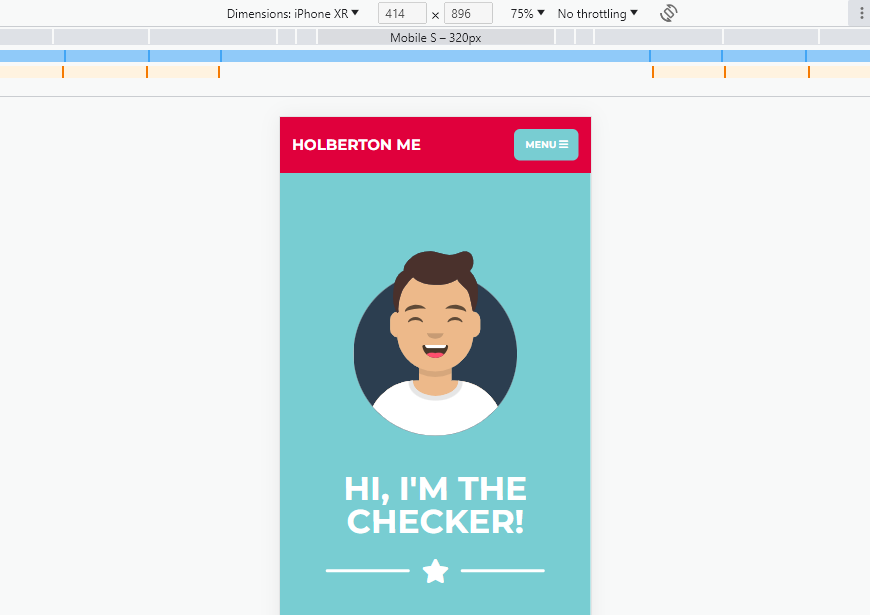 Dimensions: iPhone XR 414 × 896 75% No throttling
Mobile S – 320px
HOLBERTON ME
MENU
HI, I'M THE
CHECKER!